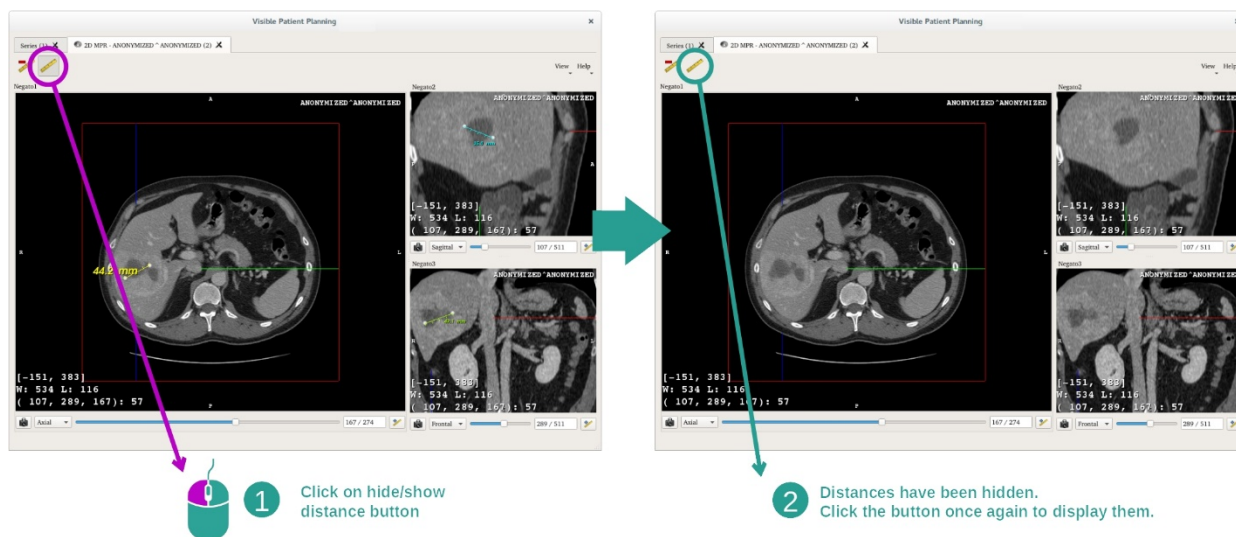 Visible Patient Planning
Series (1)
2D MPR - ANONYMIZED ^ ANONYMIZED (2)
View
Help
Negato1
A
ANONYMIZED^ANONYMIZED
R
L
44.2 mm
[-151, 383]
W: 534 L: 116
( 107, 289, 167): 57
P
Axial
167 / 274
Negato2
ANONYMIZED^ANONYMIZED
A
[-151, 383]
W: 534 L: 116
( 107, 289, 167): 57
Sagittal
107 / 511
Negato3
ANONYMIZED^ANONYMIZED
R
L
[-151, 383]
W: 534 L: 116
( 107, 289, 167): 57
Frontal
289 / 511
Visible Patient Planning
Series (1)
2D MPR - ANONYMIZED ^ ANONYMIZED (2)
View
Help
Negato1
A
ANONYMIZED^ANONYMIZED
R
L
[-151, 383]
W: 534 L: 116
( 107, 289, 167): 57
P
Axial
167 / 274
Negato2
ANONYMIZED^ANONYMIZED
A
[-151, 383]
W: 534 L: 116
( 107, 289, 167): 57
Sagittal
107 / 511
Negato3
ANONYMIZED^ANONYMIZED
R
L
[-151, 383]
W: 534 L: 116
( 107, 289, 167): 57
Frontal
289 / 511
1
Click on hide/show
distance button
2
Distances have been hidden.
Click the button once again to display them.